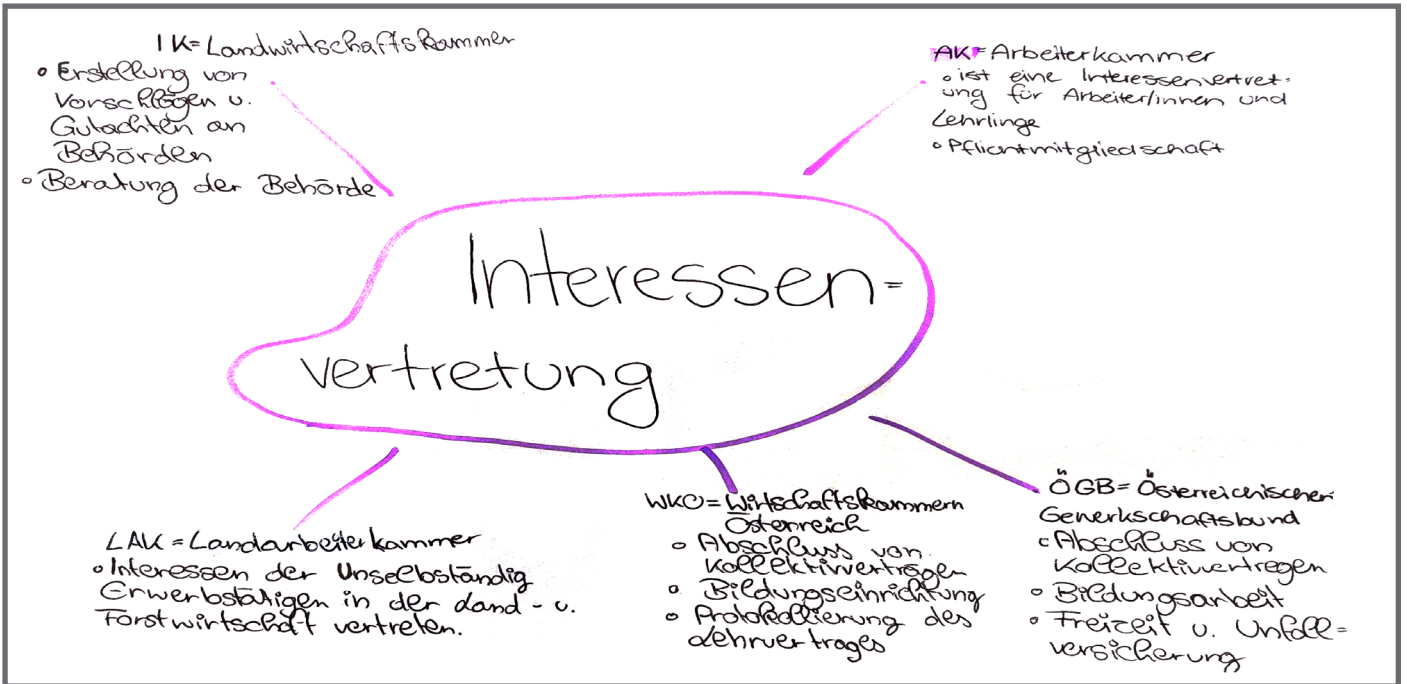 lK=Landwirtschaftskammer
• Erstellung von
Vorschlägen u.
Gutachten an
Behörden
• Beratung der Behörde
AK=Arbeiterkammer
• ist eine Interessenvertret=
ung für Arbeiter/innen und
Lehrlinge
• Pflichtmitgliedschaft
Interessen=
vertretung
LAK=Landarbeiterkammer
• Interessen der Unselbständig
Erwerbstätigen in der Land- u.
Forstwirtschaft vertreten.
WKO=Wirtschaftskammern
Österreich
• Abschluss von
Kollektivverträgen
• Bildungseinrichtung
• Protokollierung des
Lehrvertrages
ÖGB=Österreichischer
Gewerkschaftsbund
• Abschluss von
Kollektivertregen
• Bildungsarbeit
• Freizeit u. Unfall=
versicherung